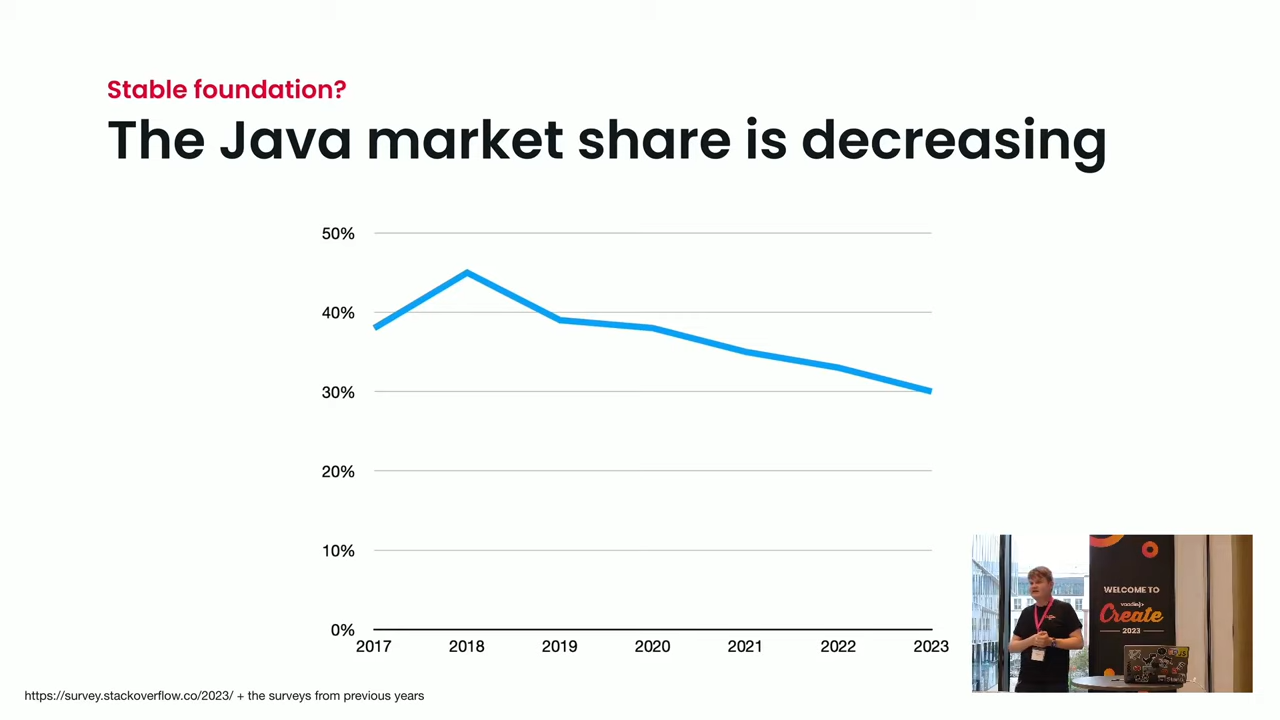 Stable foundation?
The Java market share is decreasing
50%
40%
30%
20%
10%
0%
2017 2018 2019 2020 2021 2022 2023
WELCOME TO
vaadin}>
Create
2023
https://survey.stackoverflow.co/2023/ + the surveys from previous years